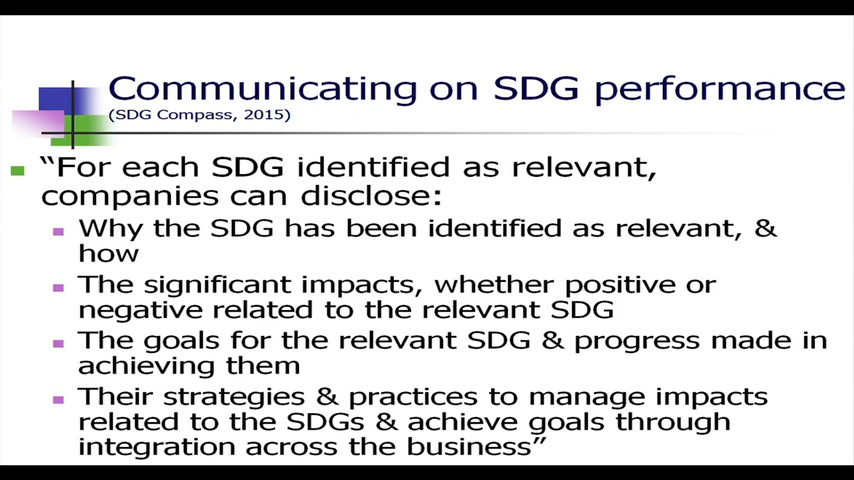 Communicating on SDG performance
(SDG Compass, 2015)
“For each SDG identified as relevant,
companies can disclose:
Why the SDG has been identified as relevant, &
how
The significant impacts, whether positive or
negative related to the relevant SDG
The goals for the relevant SDG & progress made in
achieving them
Their strategies & practices to manage impacts
related to the SDGs & achieve goals through
integration across the business”